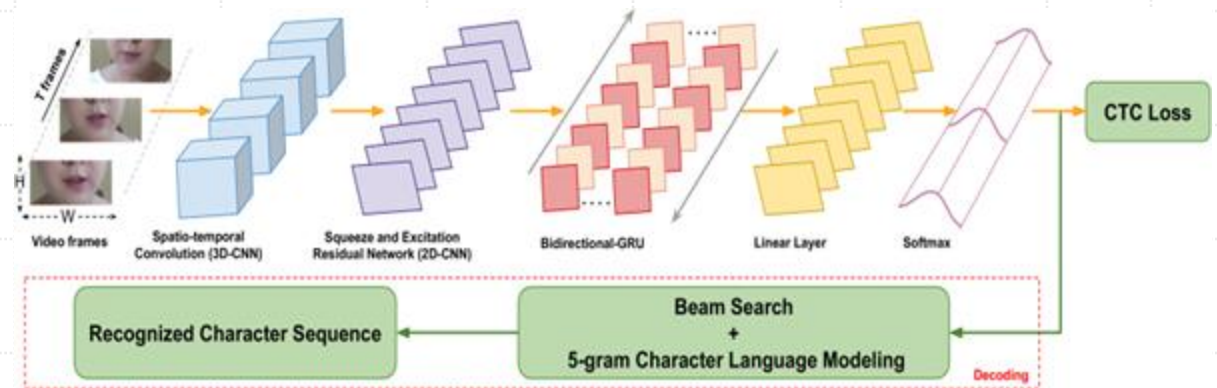 T frames
H
W
Video frames
Spatio-temporal
Convolution (3D-CNN)
Squeeze and Excitation
Residual Network (2D-CNN)
Bidirectional-GRU
Linear Layer
Softmax
CTC Loss
Recognized Character Sequence
Beam Search
+
5-gram Character Language Modeling
Decoding